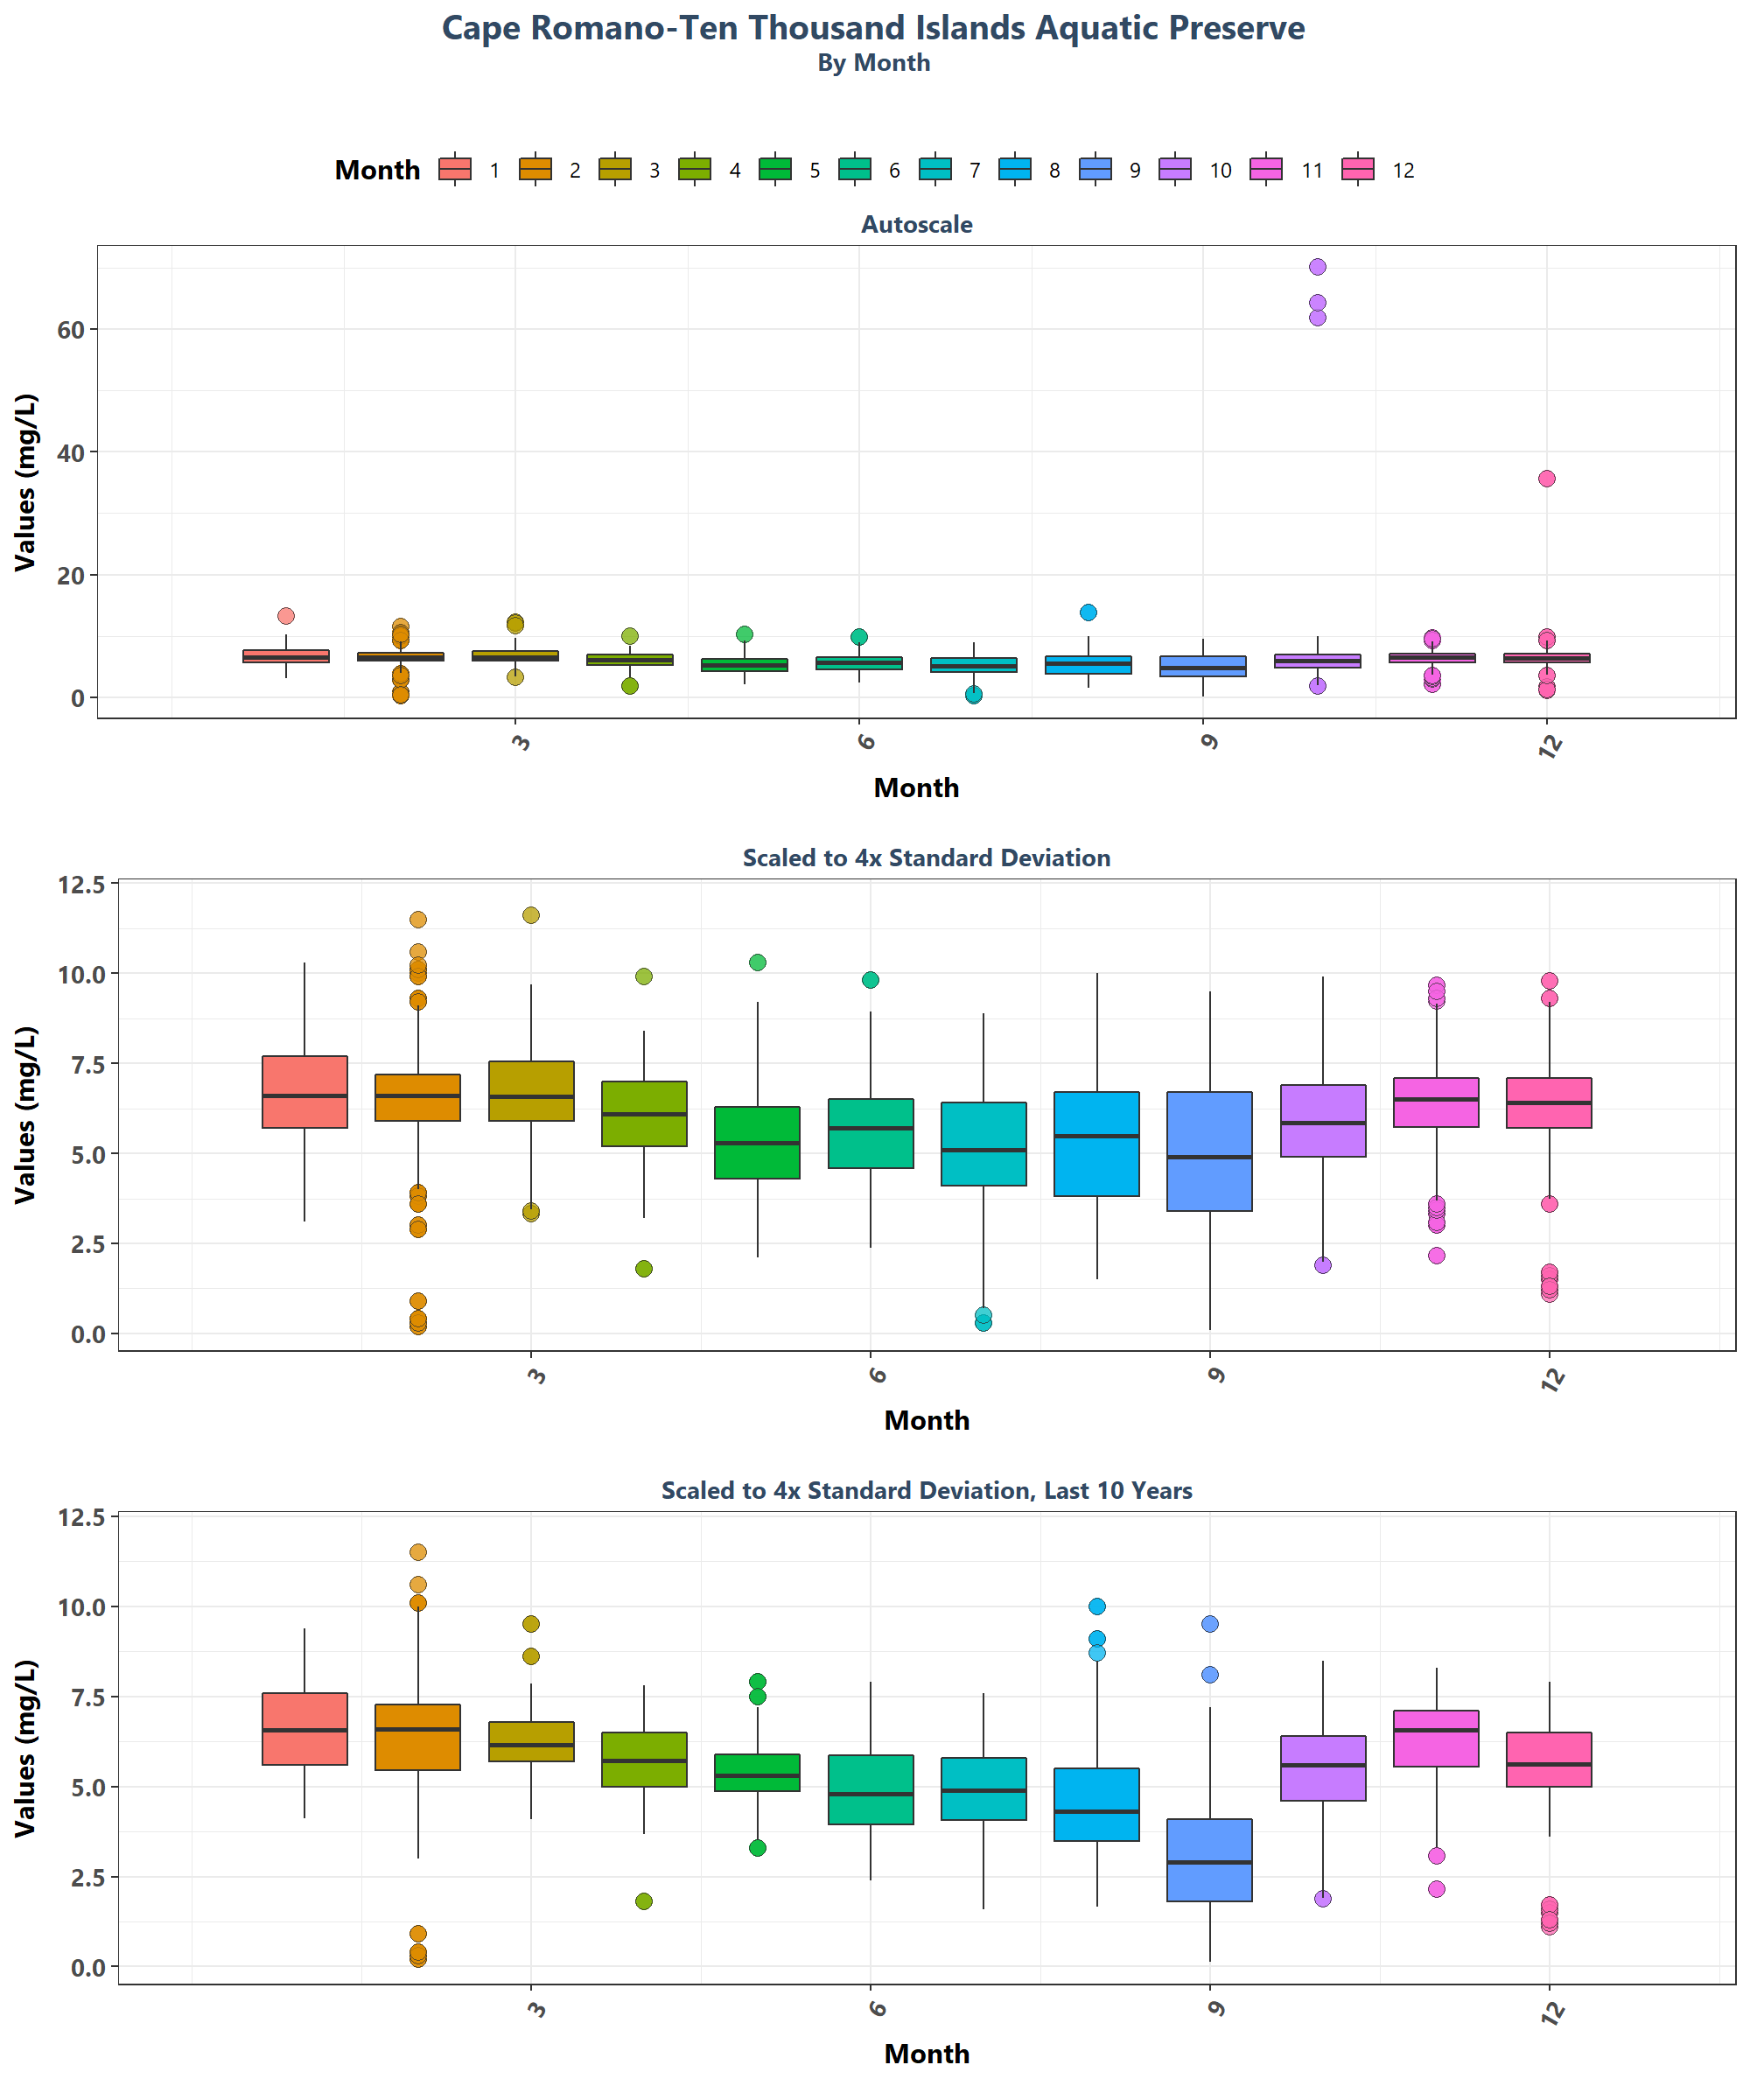 Cape Romano-Ten Thousand Islands Aquatic Preserve
By Month
Month 1 2 3 4 5 6 7 8 9 10 11 12
Autoscale
60
40
20
0
Values (mg/L)
3 6 9 12
Month
Scaled to 4x Standard Deviation
12.5
10.0
7.5
5.0
2.5
0.0
Values (mg/L)
3 6 9 12
Month
Scaled to 4x Standard Deviation, Last 10 Years
12.5
10.0
7.5
5.0
2.5
0.0
Values (mg/L)
3 6 9 12
Month